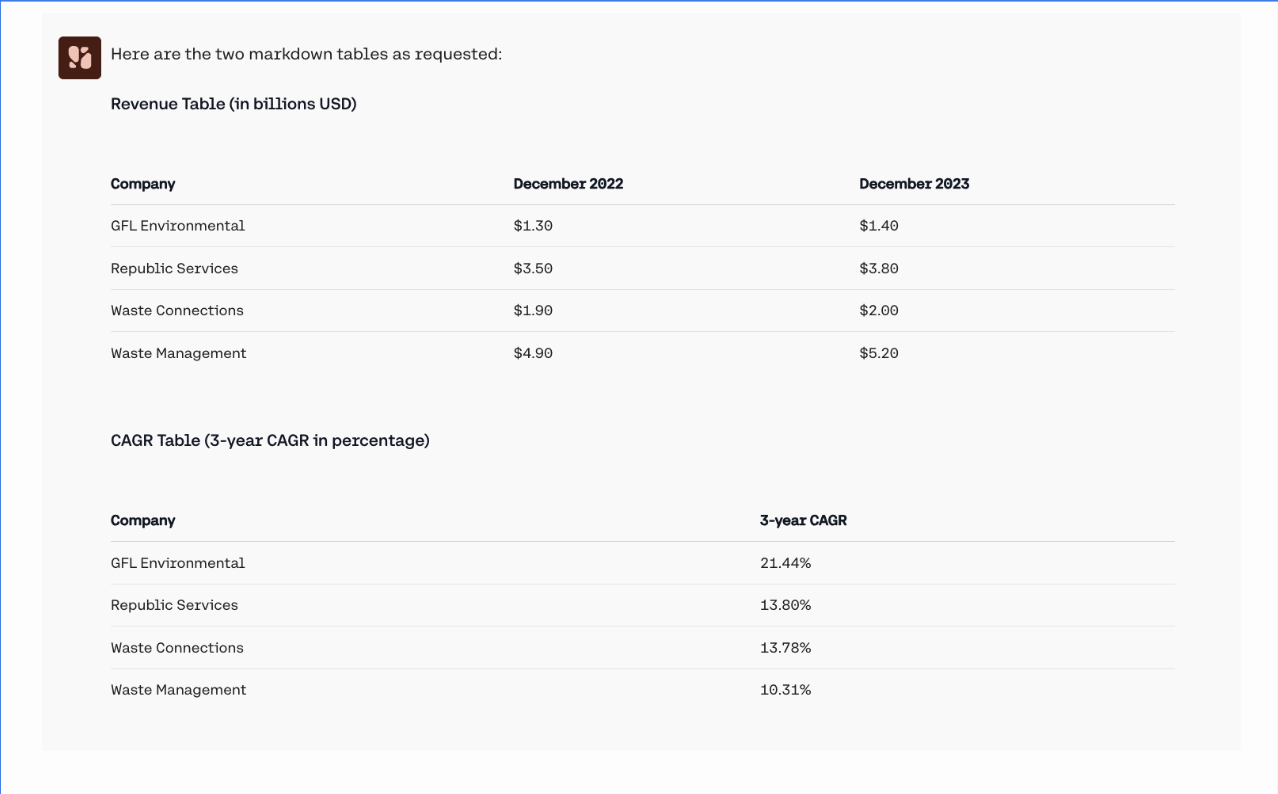 Here are the two markdown tables as requested:
Revenue Table (in billions USD)
Company December 2022 December 2023
GFL Environmental $1.30 $1.40
Republic Services $3.50 $3.80
Waste Connections $1.90 $2.00
Waste Management $4.90 $5.20
CAGR Table (3-year CAGR in percentage)
Company 3-year CAGR
GFL Environmental 21.44%
Republic Services 13.80%
Waste Connections 13.78%
Waste Management 10.31%